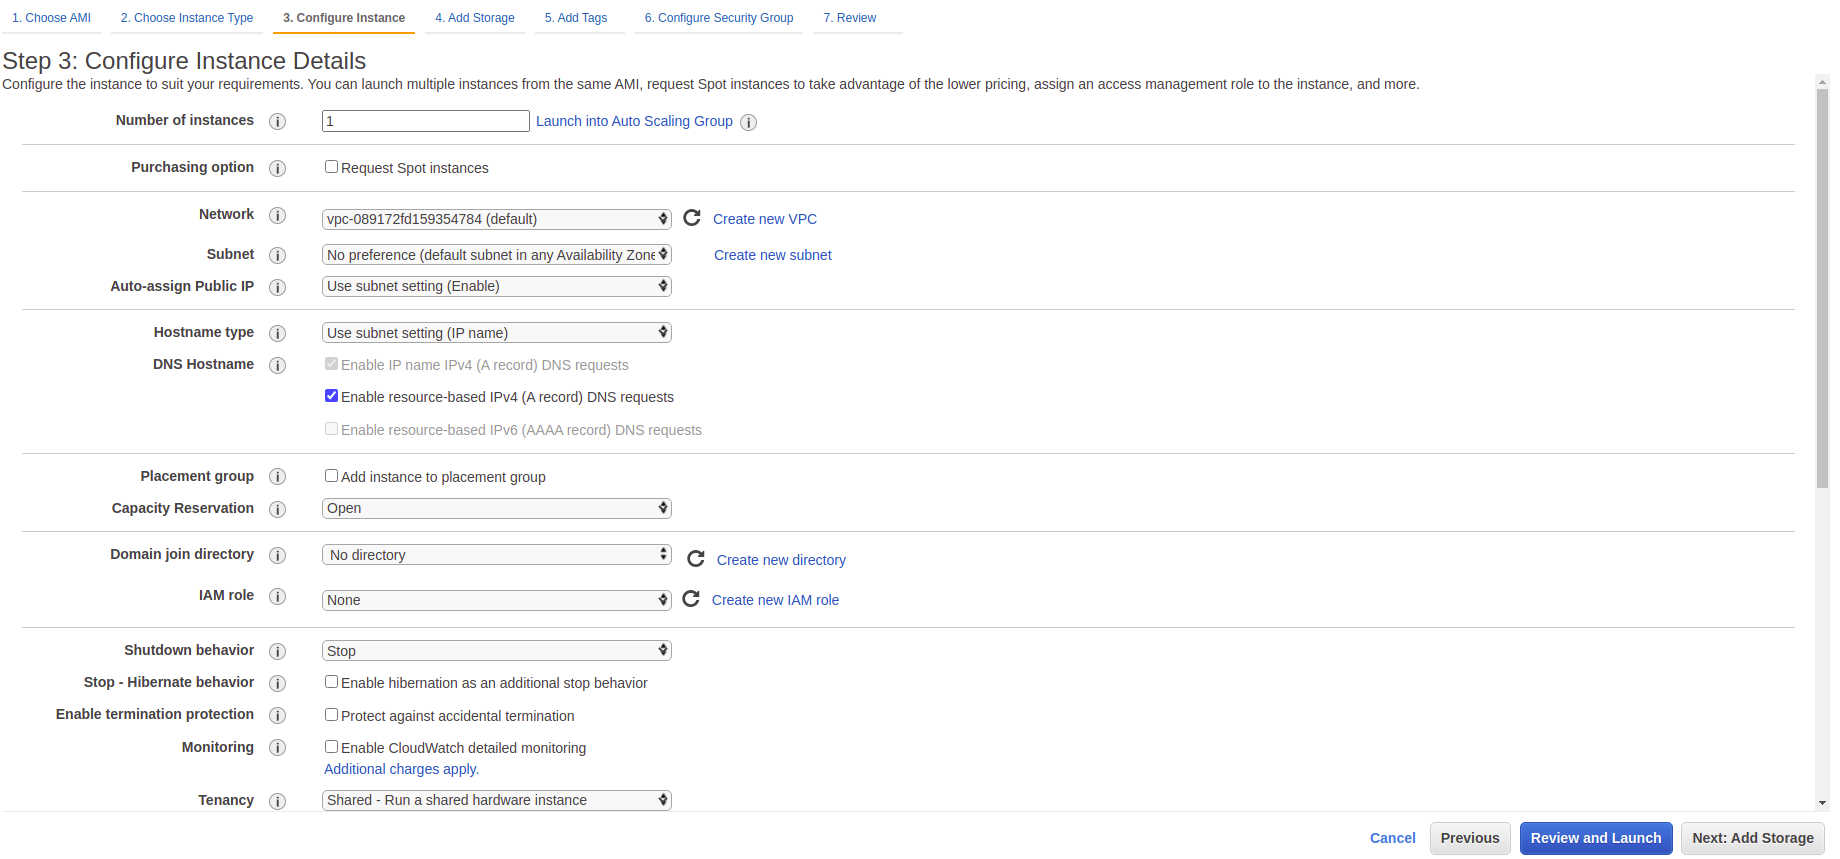 1. Choose AMI 2. Choose Instance Type 3. Configure Instance 4. Add Storage 5. Add Tags 6. Configure Security Group 7. Review
Step 3: Configure Instance Details
Configure the instance to suit your requirements. You can launch multiple instances from the same AMI, request Spot instances to take advantage of the lower pricing, assign an access management role to the instance, and more.
Number of instances i 1 Launch into Auto Scaling Group i
Purchasing option i Request Spot instances
Network i vpc-089172fd159354784 (default) Create new VPC
Subnet i No preference (default subnet in any Availability Zone Create new subnet
Auto-assign Public IP i Use subnet setting (Enable)
Hostname type i Use subnet setting (IP name)
DNS Hostname i Enable IP name IPv4 (A record) DNS requests
Enable resource-based IPv4 (A record) DNS requests
Enable resource-based IPv6 (AAAA record) DNS requests
Placement group i Add instance to placement group
Capacity Reservation i Open
Domain join directory i No directory Create new directory
IAM role i None Create new IAM role
Shutdown behavior i Stop
Stop - Hibernate behavior i Enable hibernation as an additional stop behavior
Enable termination protection i Protect against accidental termination
Monitoring i Enable CloudWatch detailed monitoring
Additional charges apply.
Tenancy i Shared - Run a shared hardware instance
Cancel Previous Review and Launch Next: Add Storage